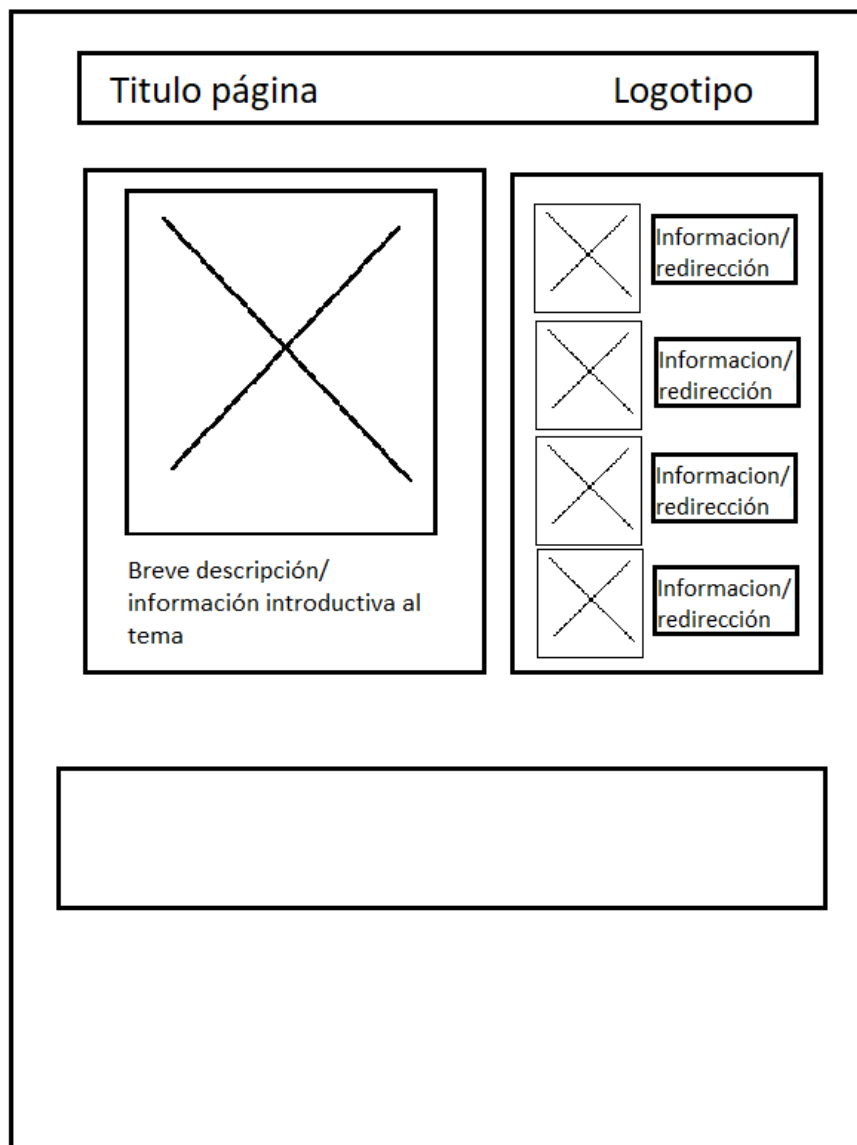 Titulo página Logotipo
Breve descripción/
información introductiva al
tema
Informacion/
redirección
Informacion/
redirección
Informacion/
redirección
Informacion/
redirección